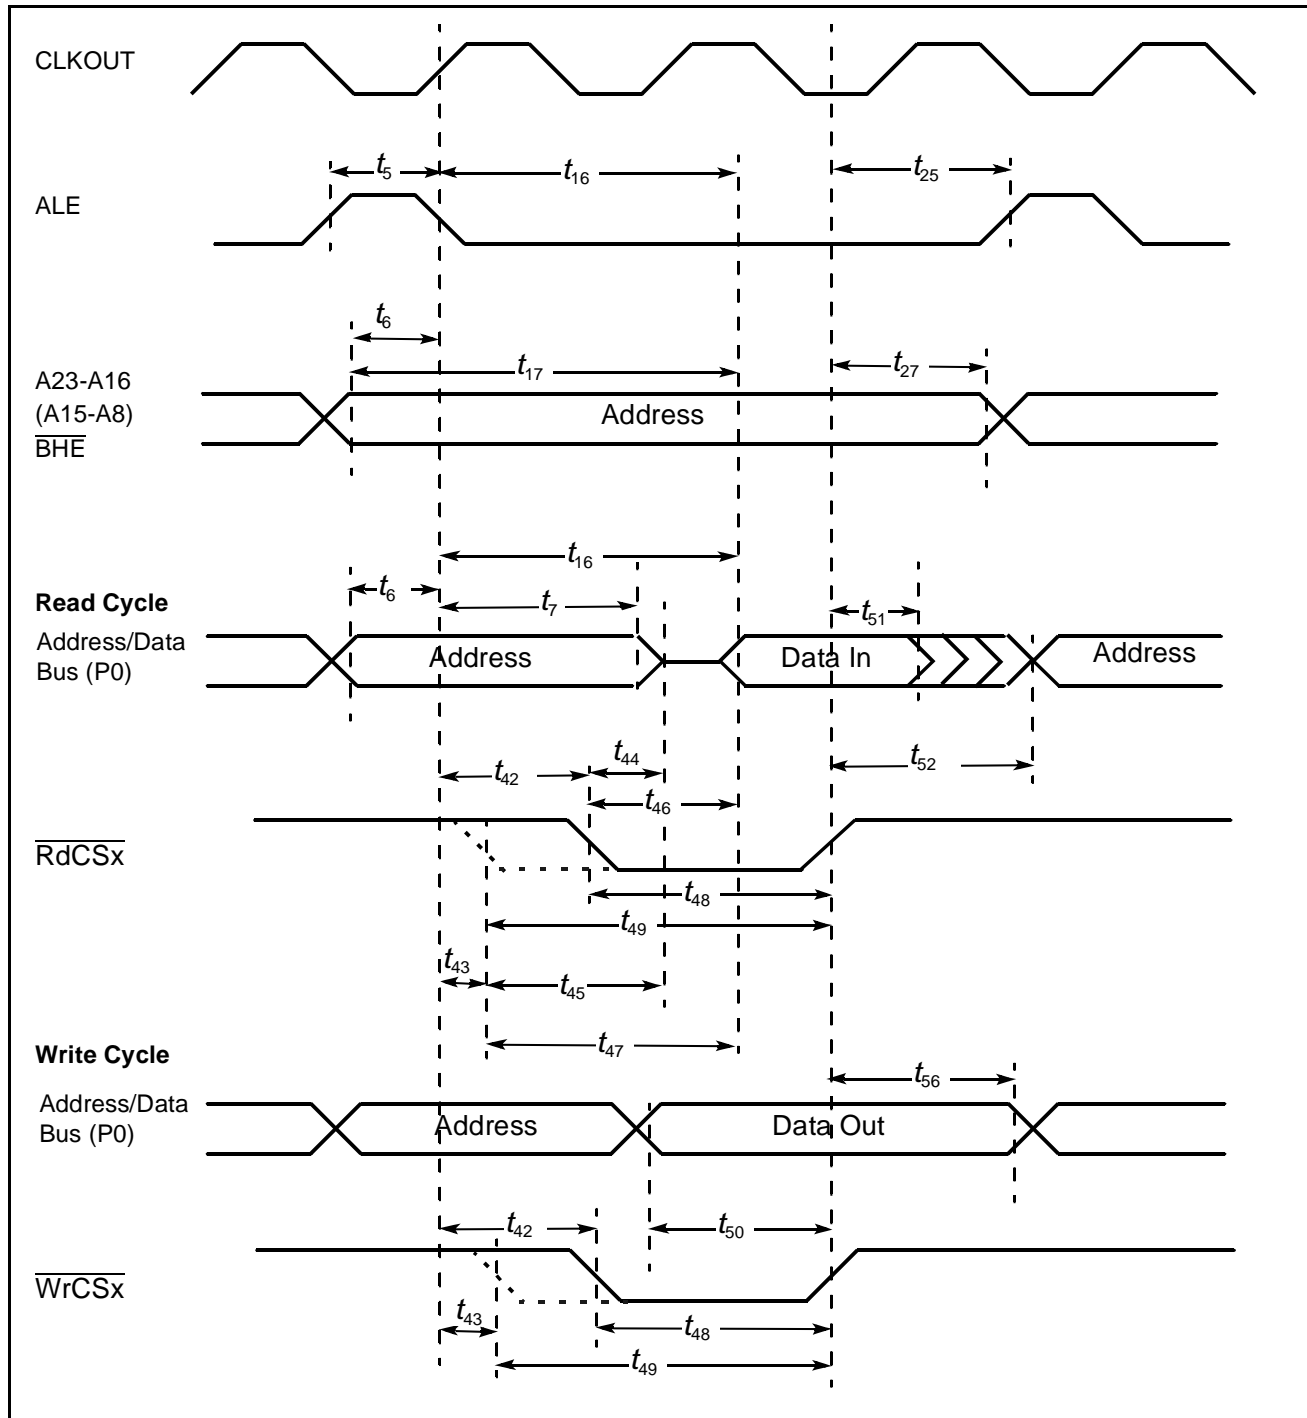 CLKOUT
t5
t16
t25
ALE
t6
t17
t27
A23-A16
(A15-A8)
BHE
Address
t16
t6
t7
t51
Read Cycle
Address/Data
Bus (P0)
Address
Data In
Address
t44
t42
t52
t46
RdCSx
t48
t49
t43
t45
t47
Write Cycle
t56
Address/Data
Bus (P0)
Address
Data Out
t42
t50
WrCSx
t43
t48
t49